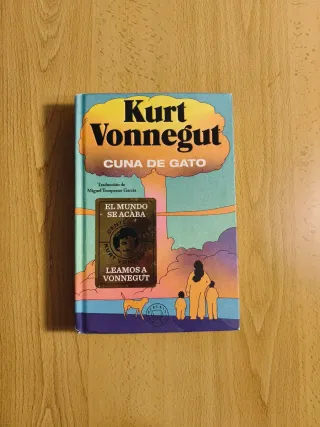 Kurt
Vonnegut
CUNA DE GATO
Traducción de
Miguel Temprano García
EL MUNDO
SE ACABA
LEAMOS A
VONNEGUT